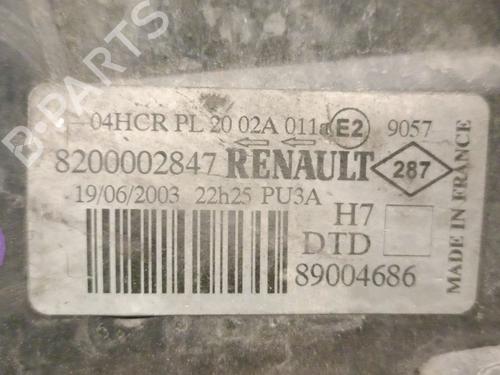 -04HCR PL 20 02A 011a E2 9057
8200002847 RENAULT 287
19/06/2003 22h25 PU3A
H7
DTD
89004686
MADE IN FRANCE
B-PARTS